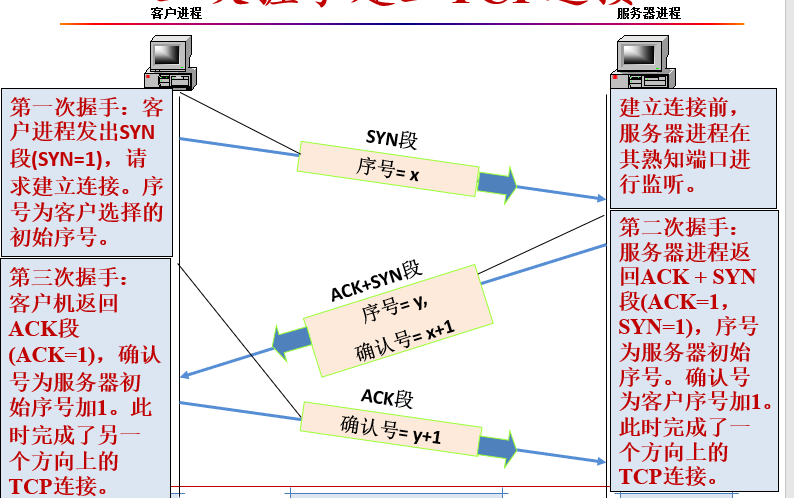 客户进程
服务器进程
第一次握手：客
户进程发出SYN
段(SYN=1)，请
求建立连接。序
号为客户选择的
初始序号。
建立连接前，
服务器进程在
其熟知端口进
行监听。
SYN段
序号= x
第二次握手：
服务器进程返
回ACK + SYN
段(ACK=1，
SYN=1)，序号
为服务器初始
序号。确认号
为客户序号加1。
此时完成了一
个方向上的
TCP连接。
ACK+SYN段
序号= y,
确认号= x+1
第三次握手：
客户机返回
ACK段
(ACK=1)，确认
号为服务器初
始序号加1。此
时完成了另一
个方向上的
TCP连接。
ACK段
确认号= y+1